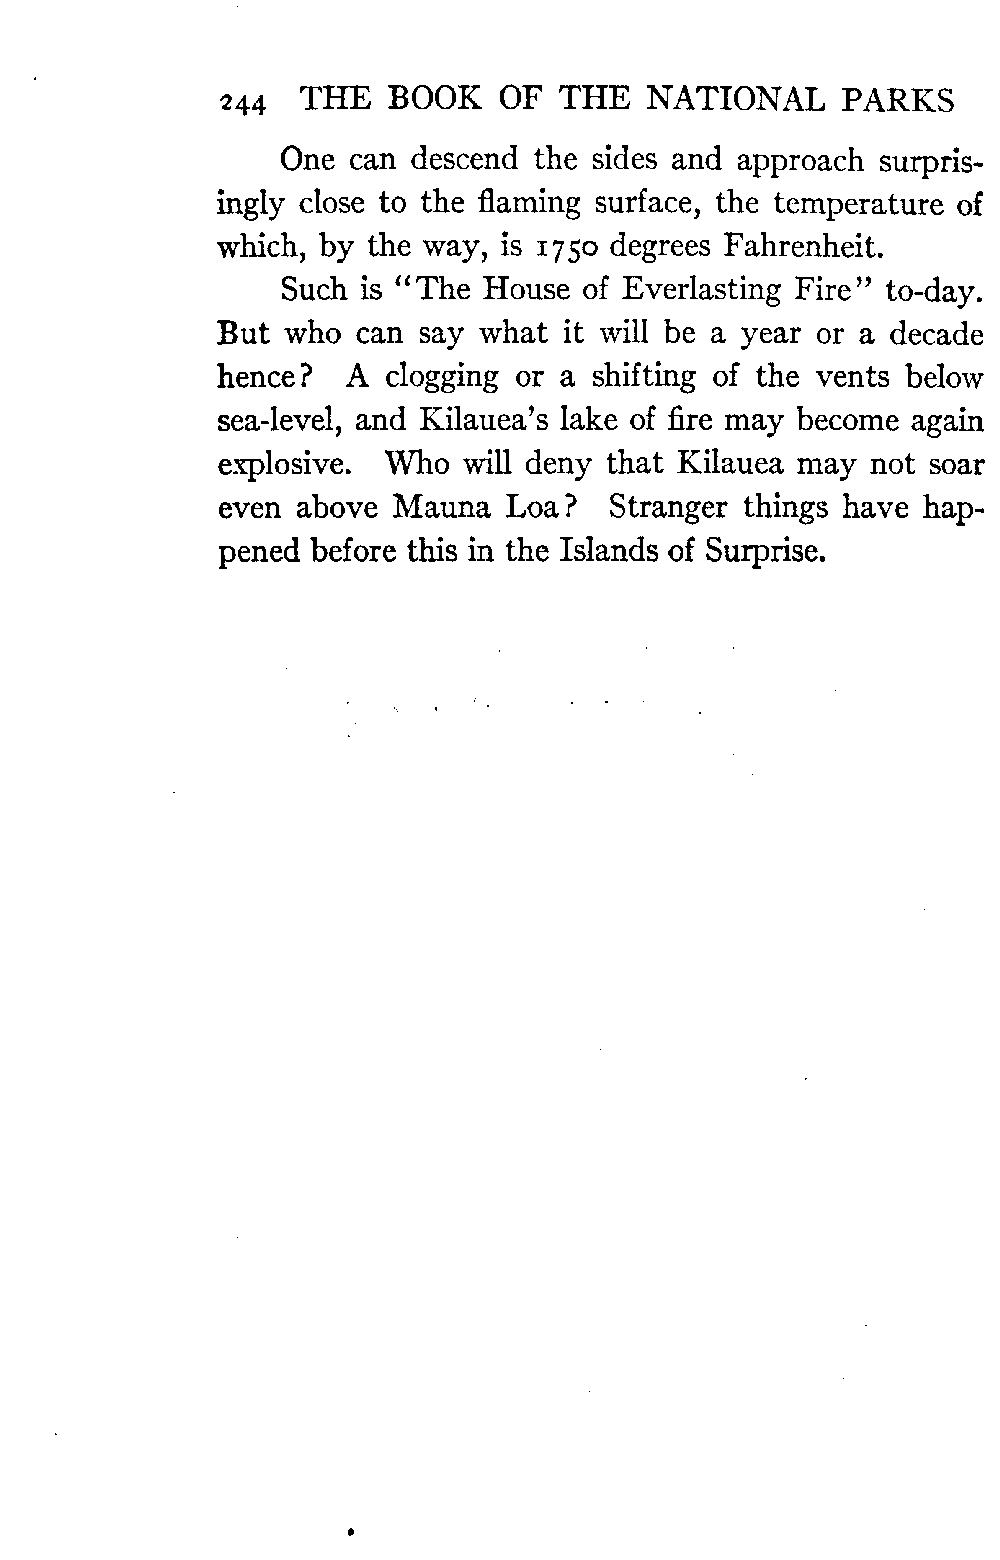 244 THE BOOK OF THE NATIONAL PARKS
One can descend the sides and approach surpris-
ingly close to the flaming surface, the temperature of
which, by the way, is 1750 degrees Fahrenheit.
Such is "The House of Everlasting Fire" to-day.
But who can say what it will be a year or a decade
hence? A clogging or a shifting of the vents below
sea-level, and Kilauea's lake of fire may become again
explosive. Who will deny that Kilauea may not soar
even above Mauna Loa? Stranger things have hap-
pened before this in the Islands of Surprise.